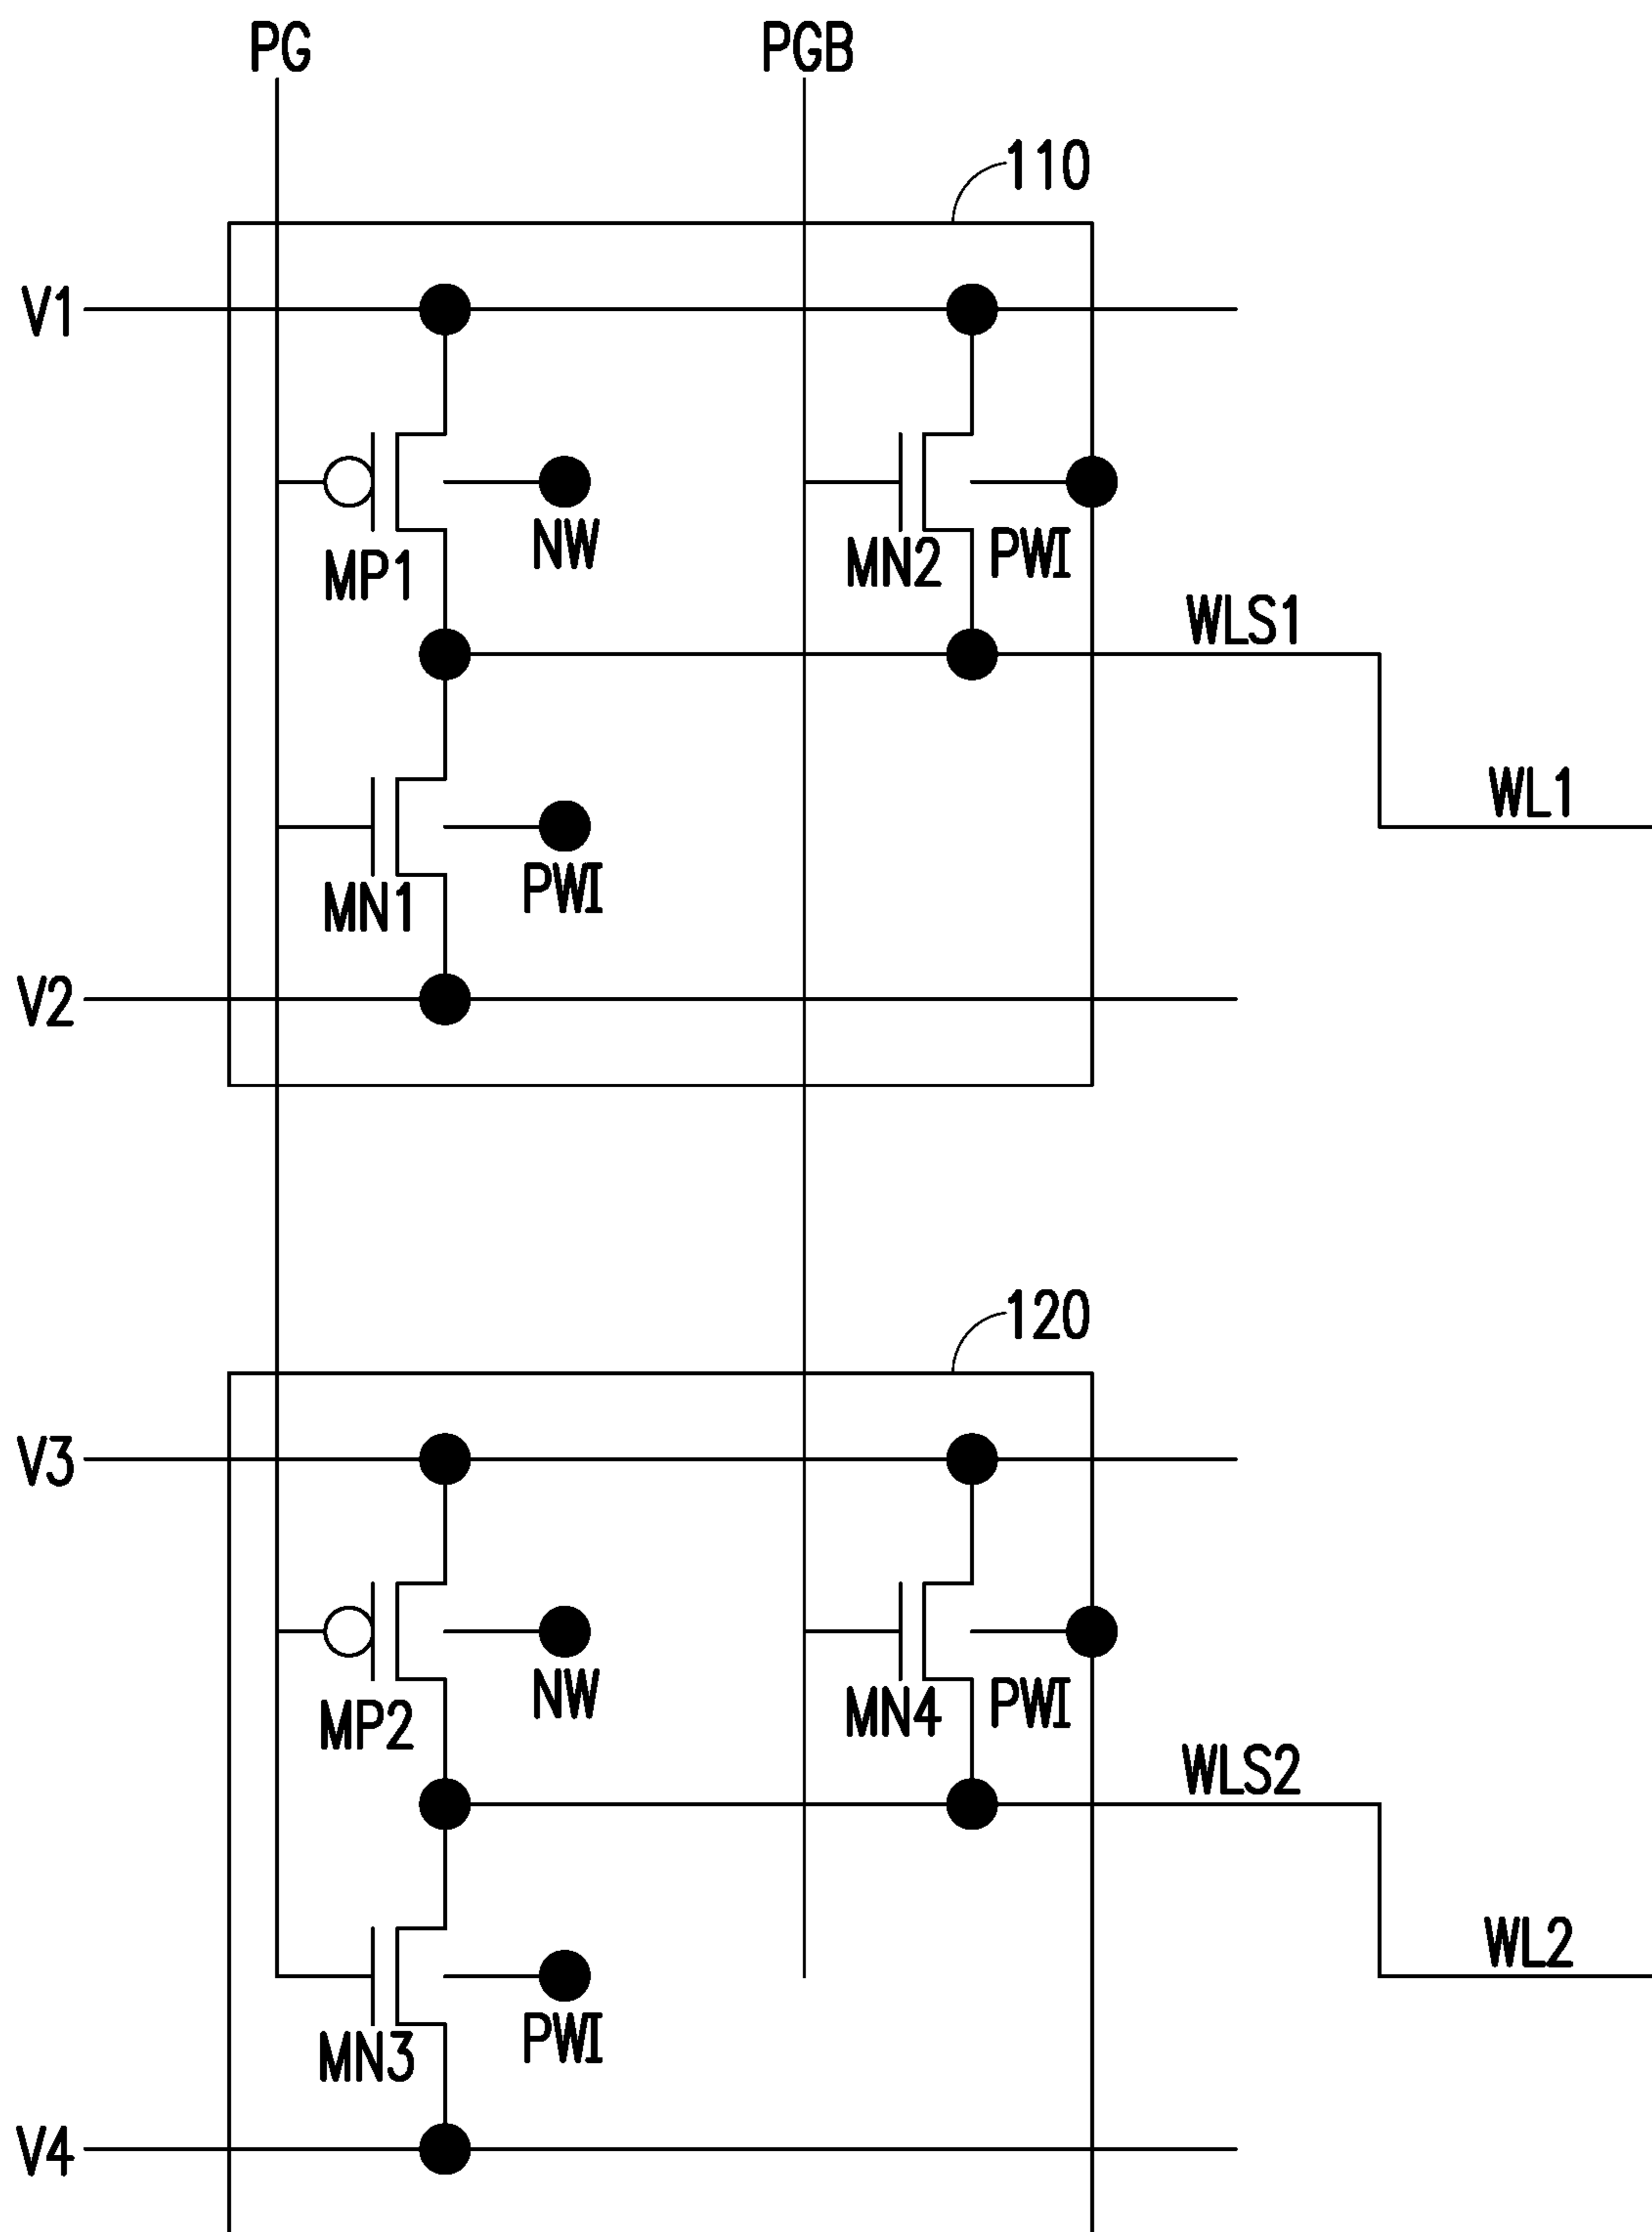 PG
PGB
110
V1
NW
MP1
MN2
PWI
WLS1
WL1
MN1
PWI
V2
120
V3
NW
MP2
MN4
PWI
WLS2
WL2
MN3
PWI
V4